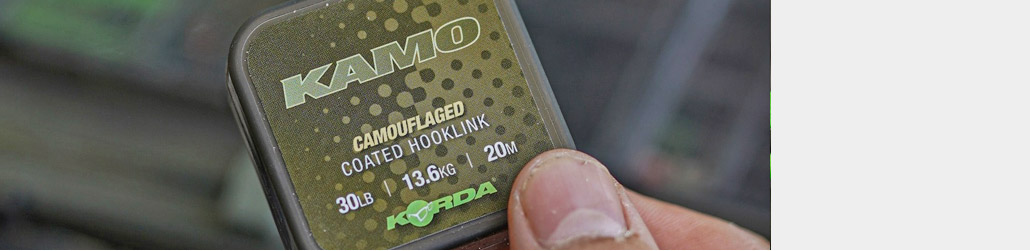 KAMO
CAMOUFLAGED
COATED HOOKLINK
30LB | 13.6KG | 20M
KORDA